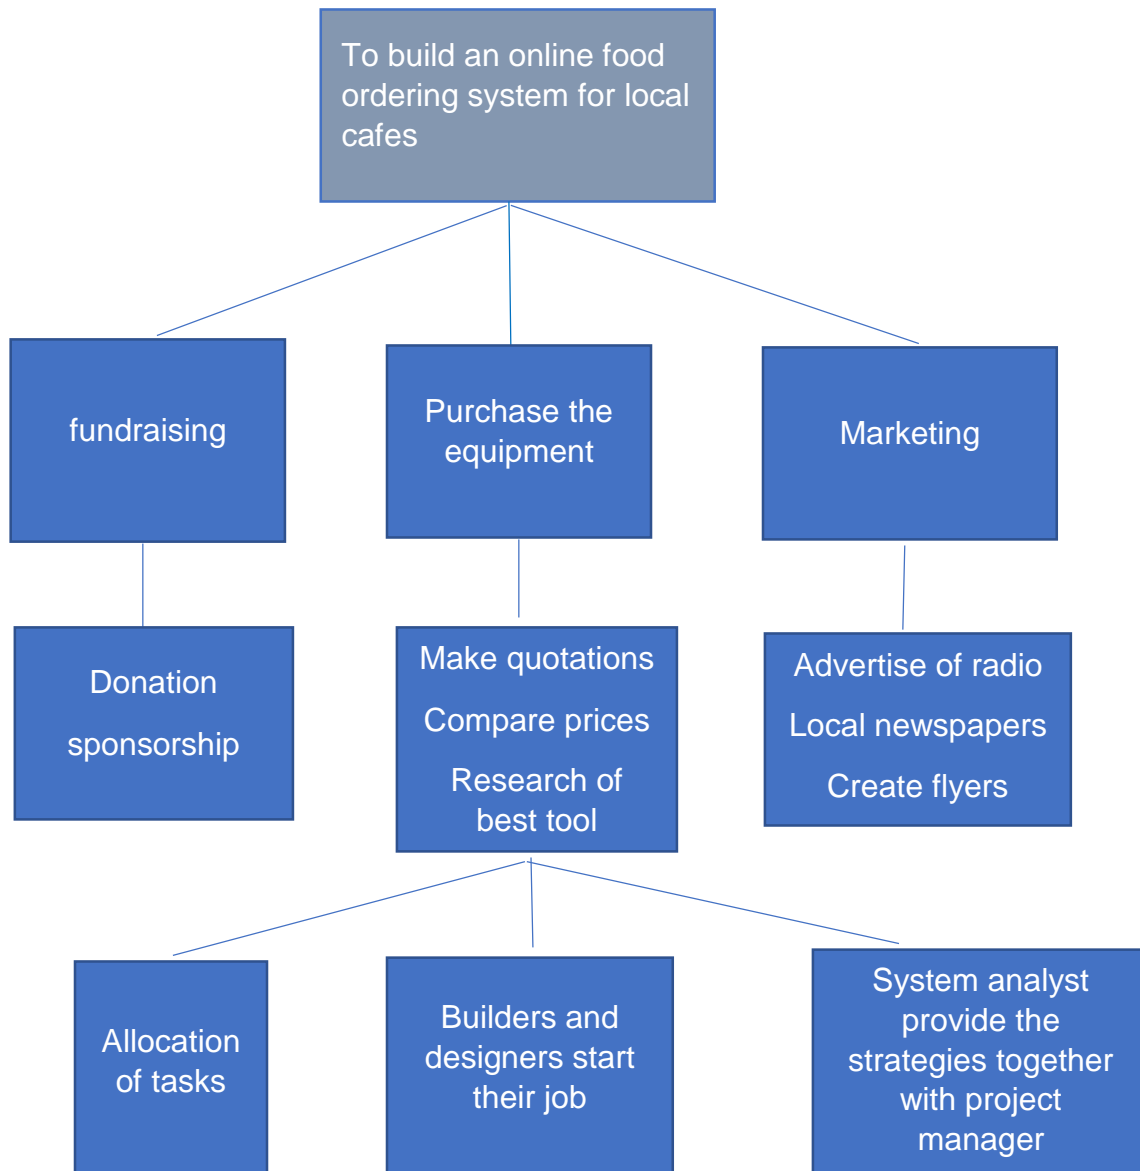 To build an online food
ordering system for local
cafes
fundraising
Purchase the
equipment
Marketing
Donation
sponsorship
Make quotations
Compare prices
Research of
best tool
Advertise of radio
Local newspapers
Create flyers
Allocation
of tasks
Builders and
designers start
their job
System analyst
provide the
strategies together
with project
manager